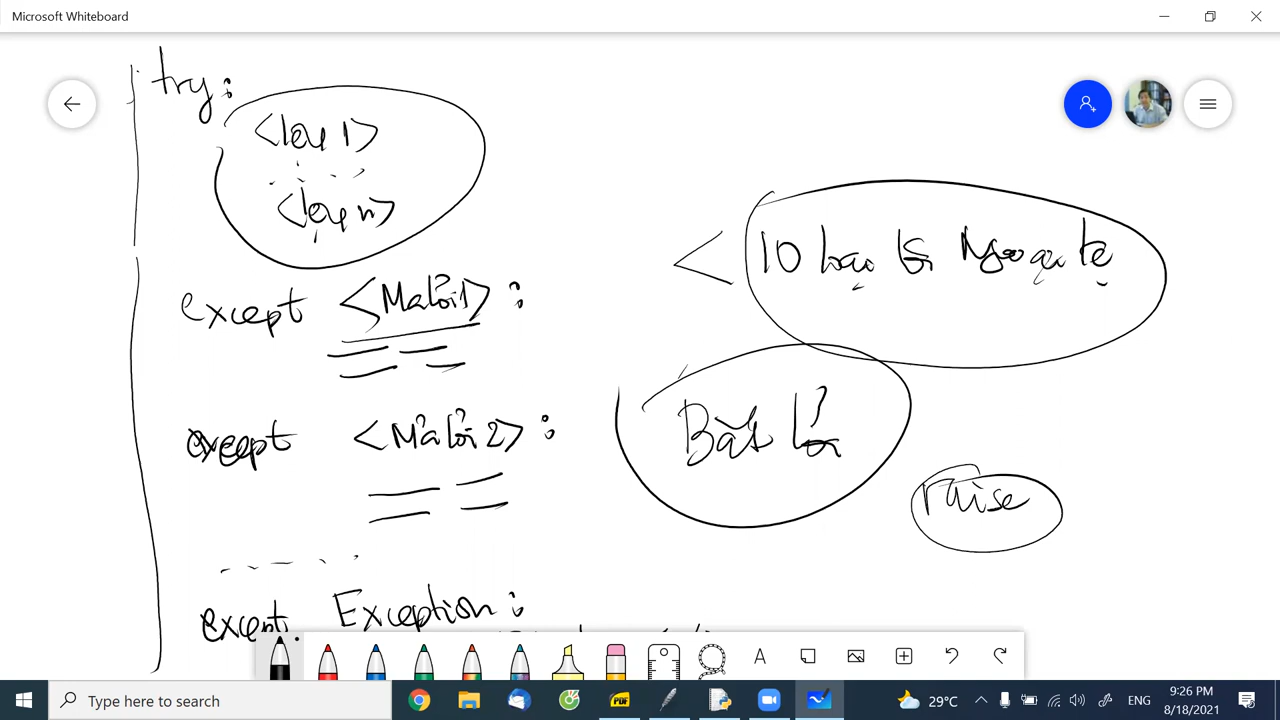 Microsoft Whiteboard
try:
<lệnh 1>
. . . .
<lệnh n>
except <Mã lỗi 1>:
< 10 loại lỗi Ngoại lệ
except <Mã lỗi 2>:
Bắt lỗi
raise
except Exception:
Type here to search
29°C
ENG
9:26 PM
8/18/2021